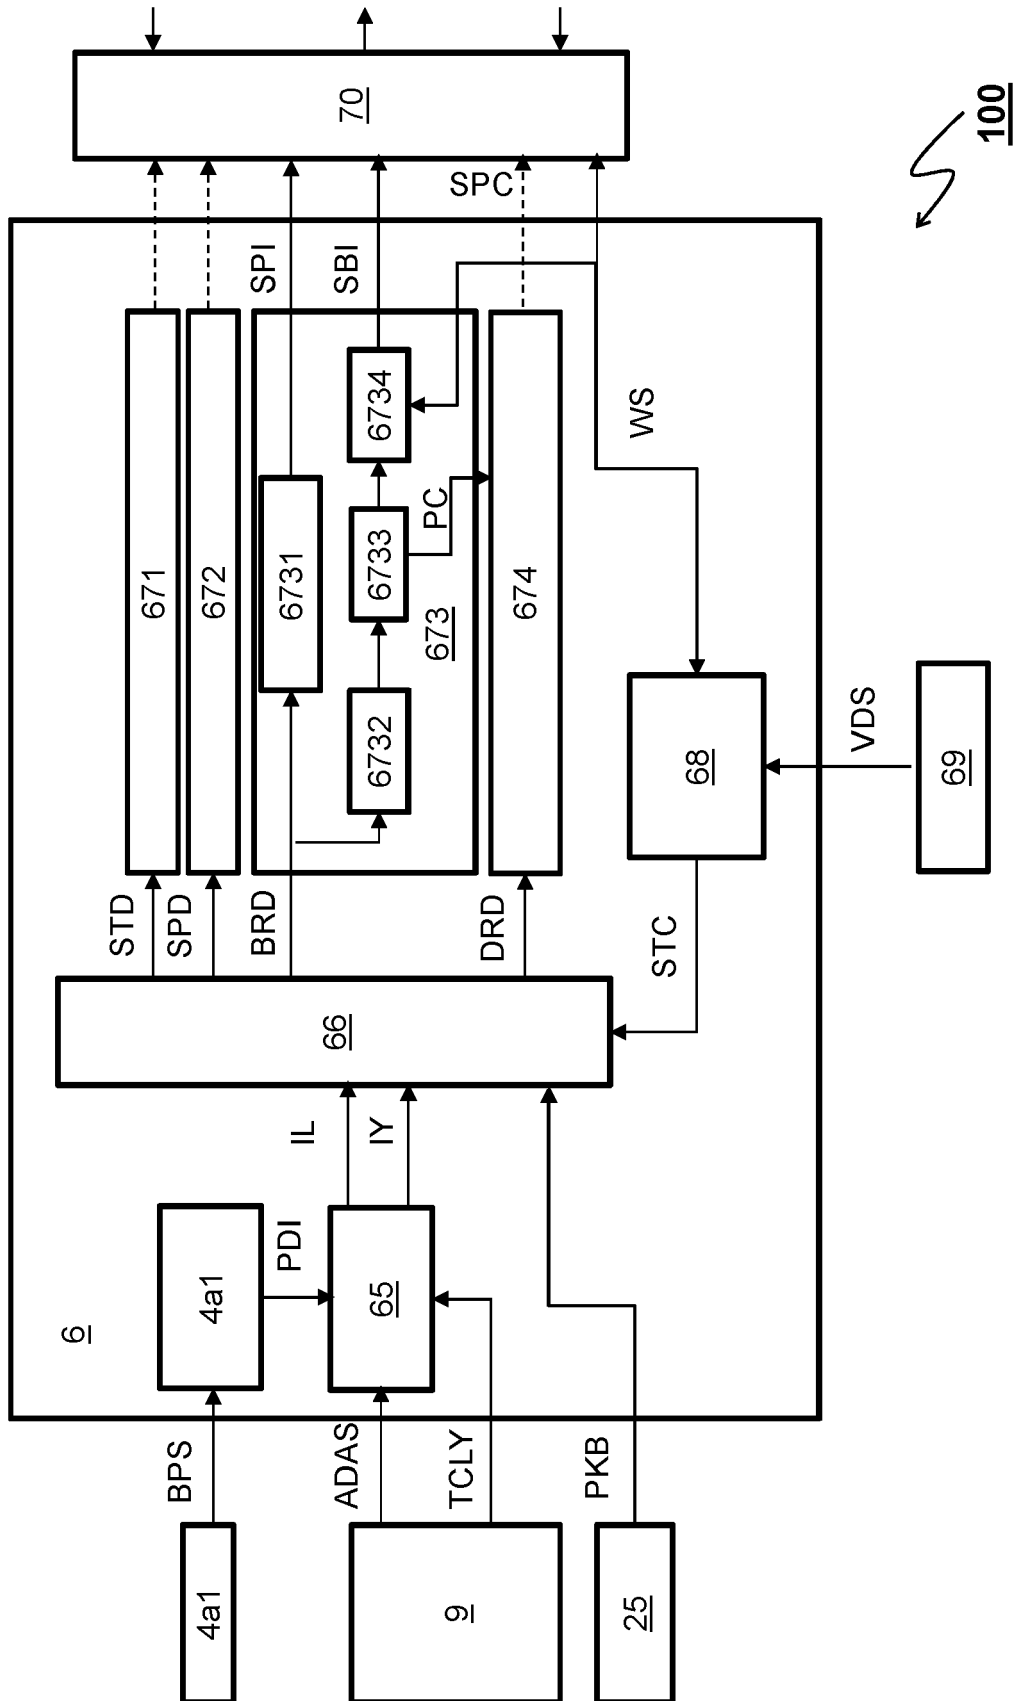 100
70
SPC
SPI
SBI
671
672
6731
6732
6733
6734
673
PC
674
WS
STD
SPD
BRD
DRD
STC
68
VDS
69
66
IL
IY
6
4a1
PDI
65
BPS
ADAS
TCLY
PKB
4a1
9
25